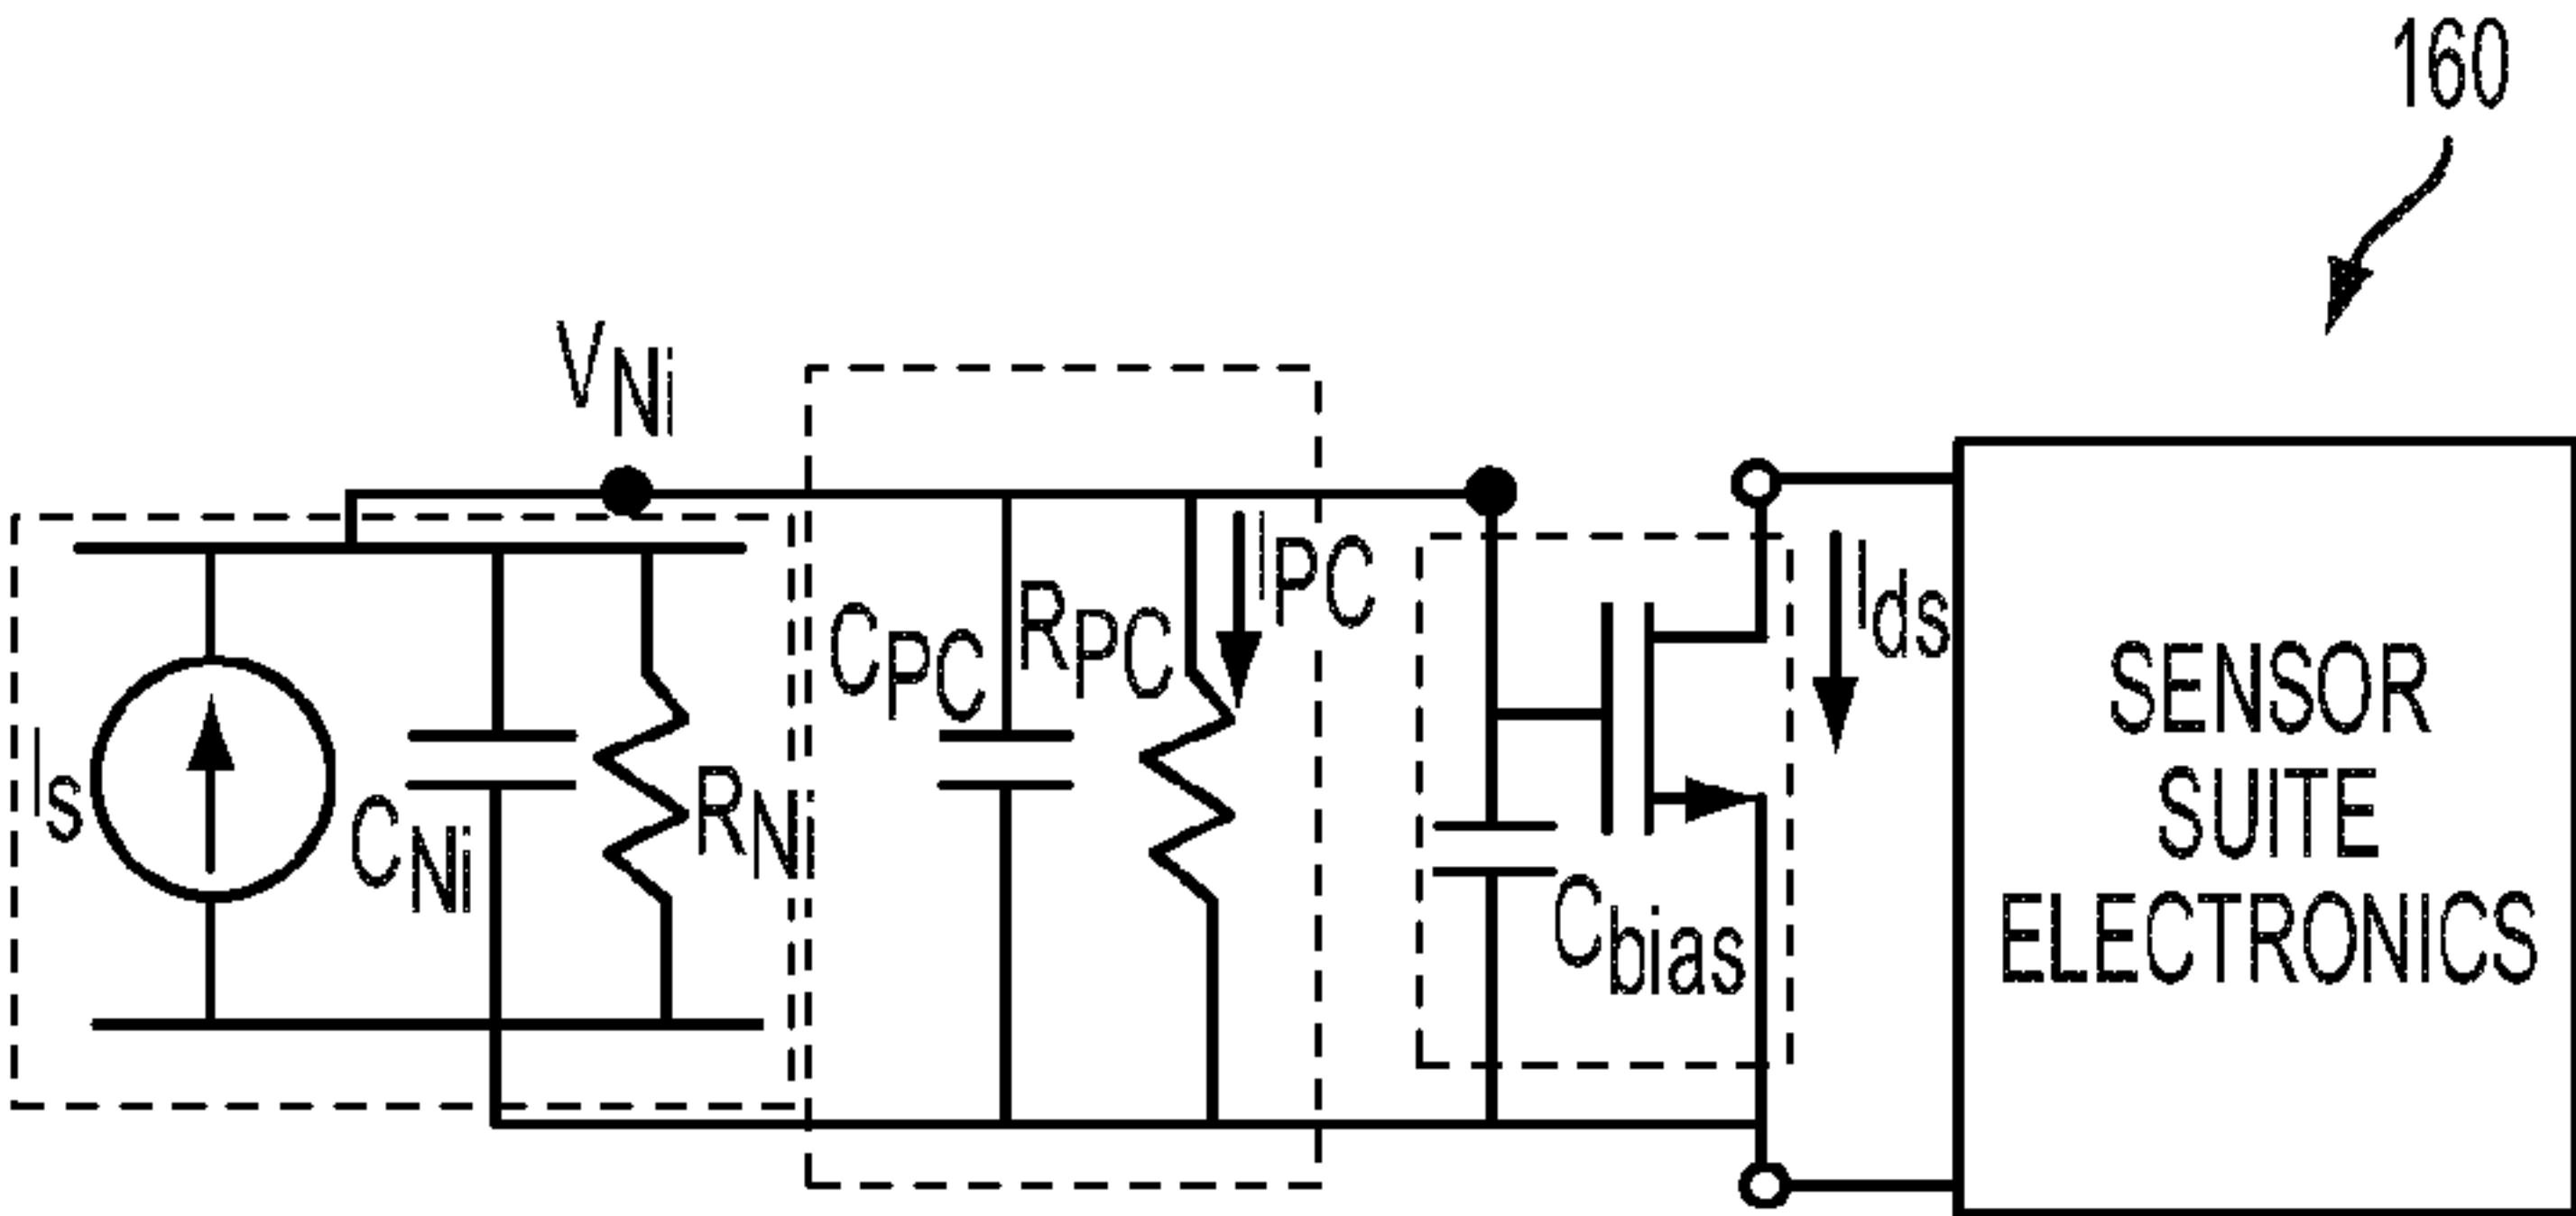 160
VNi
IPC
Ids
CPC
RPC
Is
CNi
RNi
Cbias
SENSOR
SUITE
ELECTRONICS